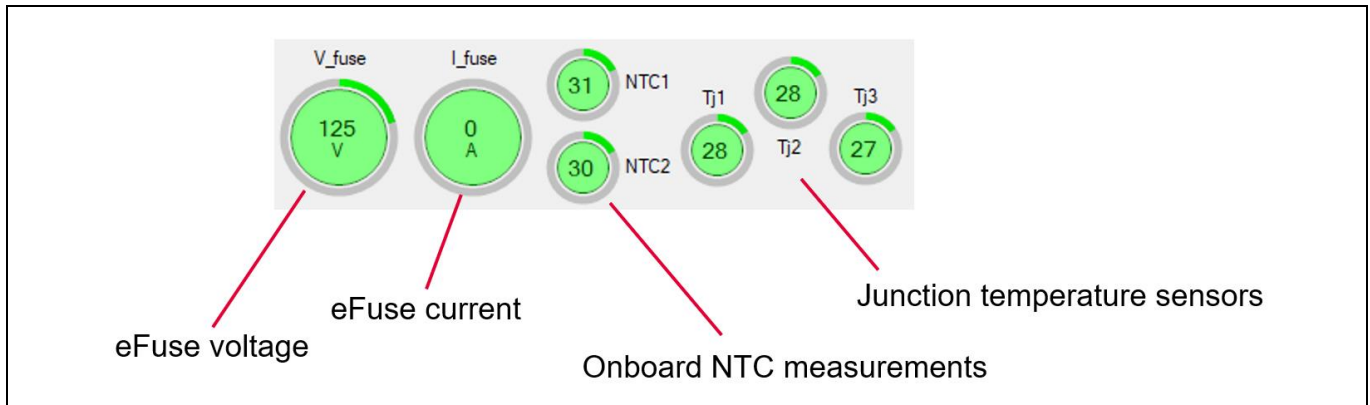 V_fuse
I_fuse
125
V
0
A
31
NTC1
30
NTC2
Tj1
28
28
Tj2
Tj3
27
eFuse voltage
eFuse current
Onboard NTC measurements
Junction temperature sensors